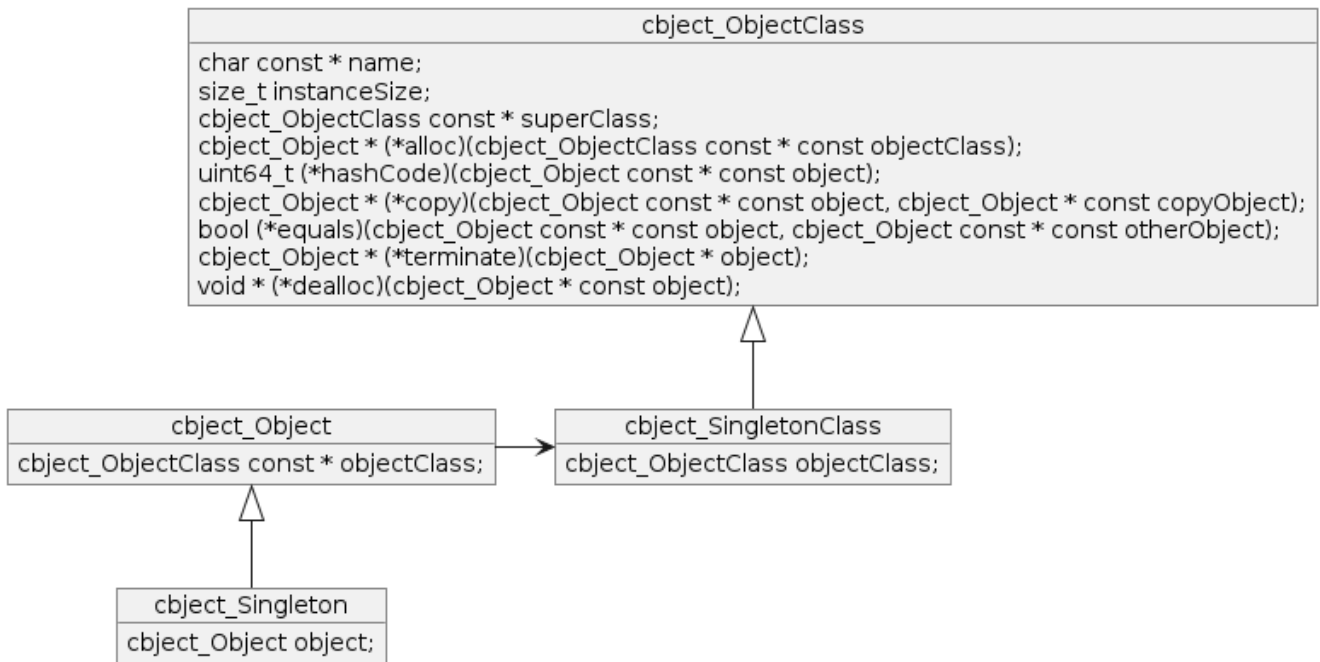 cbject_ObjectClass
char const * name;
size_t instanceSize;
cbject_ObjectClass const * superClass;
cbject_Object * (*alloc)(cbject_ObjectClass const * const objectClass);
uint64_t (*hashCode)(cbject_Object const * const object);
cbject_Object * (*copy)(cbject_Object const * const object, cbject_Object * const copyObject);
bool (*equals)(cbject_Object const * const object, cbject_Object const * const otherObject);
cbject_Object * (*terminate)(cbject_Object * object);
void * (*dealloc)(cbject_Object * const object);
cbject_Object
cbject_ObjectClass const * objectClass;
cbject_SingletonClass
cbject_ObjectClass objectClass;
cbject_Singleton
cbject_Object object;